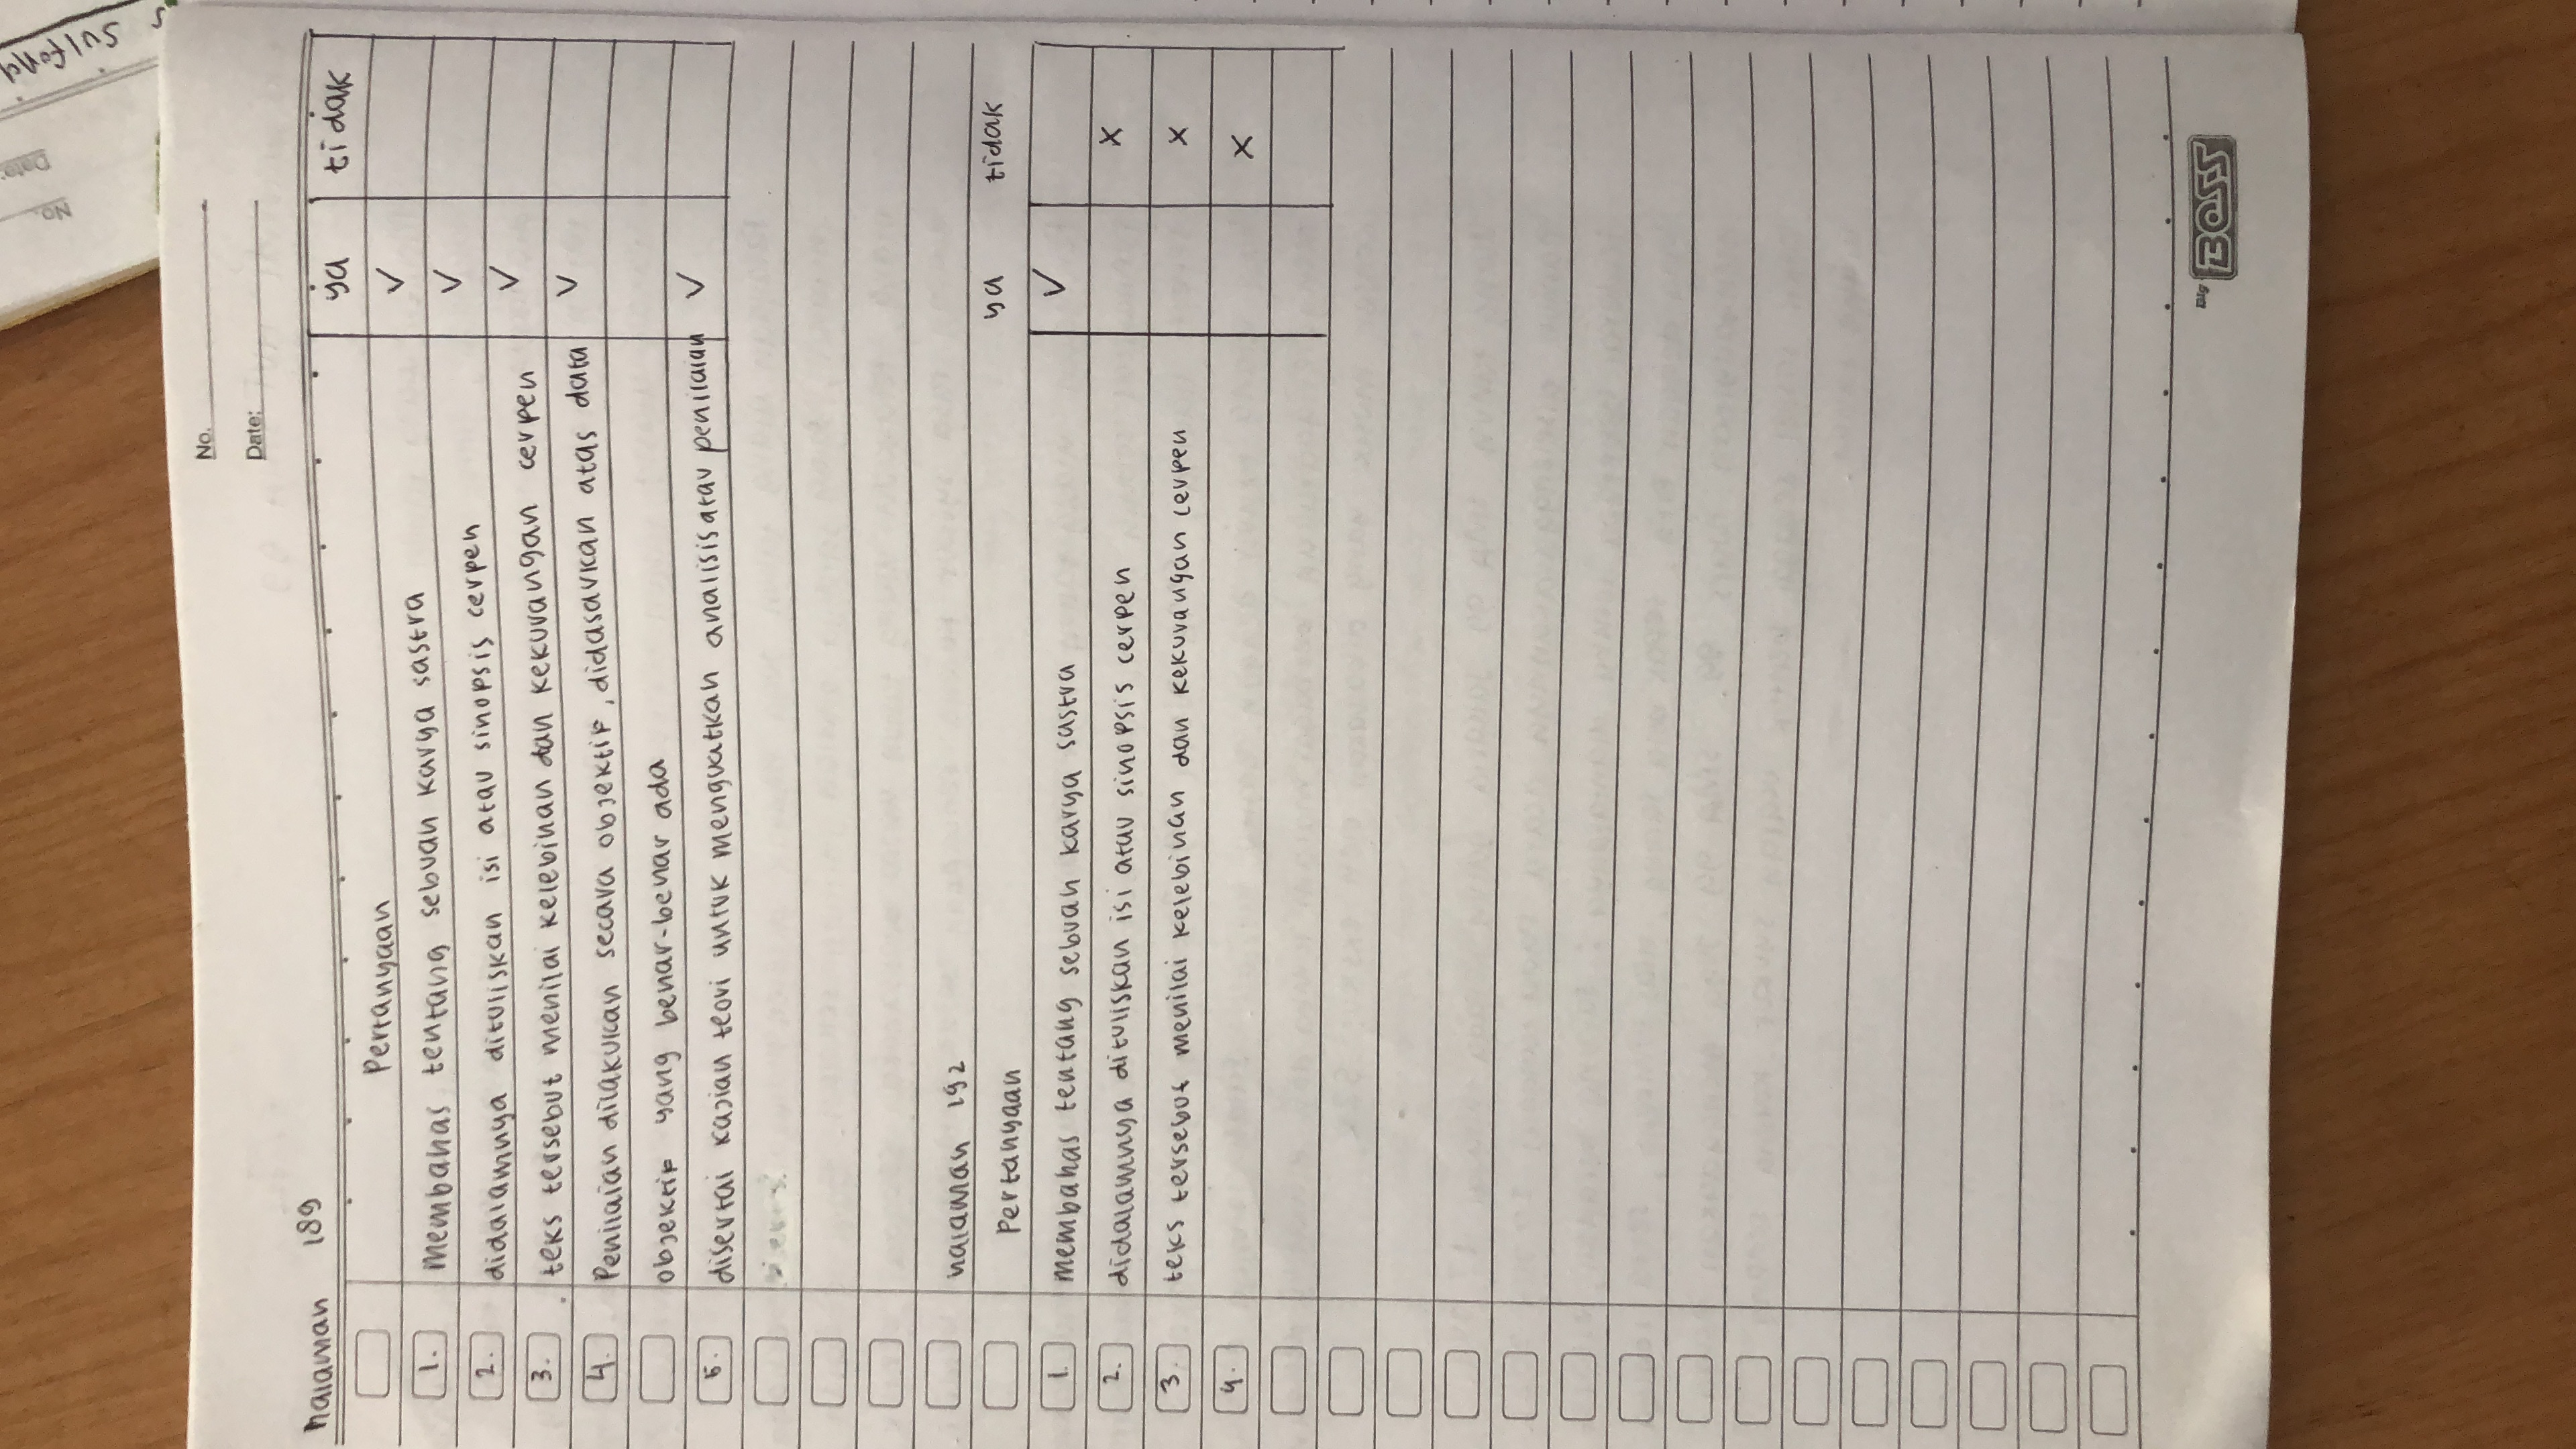 No.
Date:
halaman 189
Pertanyaan ya tidak
1. membahas tentang sebuah karya sastra ✓
2. didalamnya dituliskan isi atau sinopsis cerpen ✓
3. teks tersebut menilai kelebihan dan kekurangan cerpen ✓
4. Penilaian dilakukan secara objektif, didasarkan atas data ✓
objektif yang benar-benar ada
5. disertai kajian teori untuk menguatkan analisis atau penilaian ✓
halaman 192
Pertanyaan ya tidak
1. membahas tentang sebuah karya sastra ✓
2. didalamnya dituliskan isi atau sinopsis cerpen x
3. teks tersebut menilai kelebihan dan kekurangan cerpen x
4. x
Big BOSS
No.
Date: